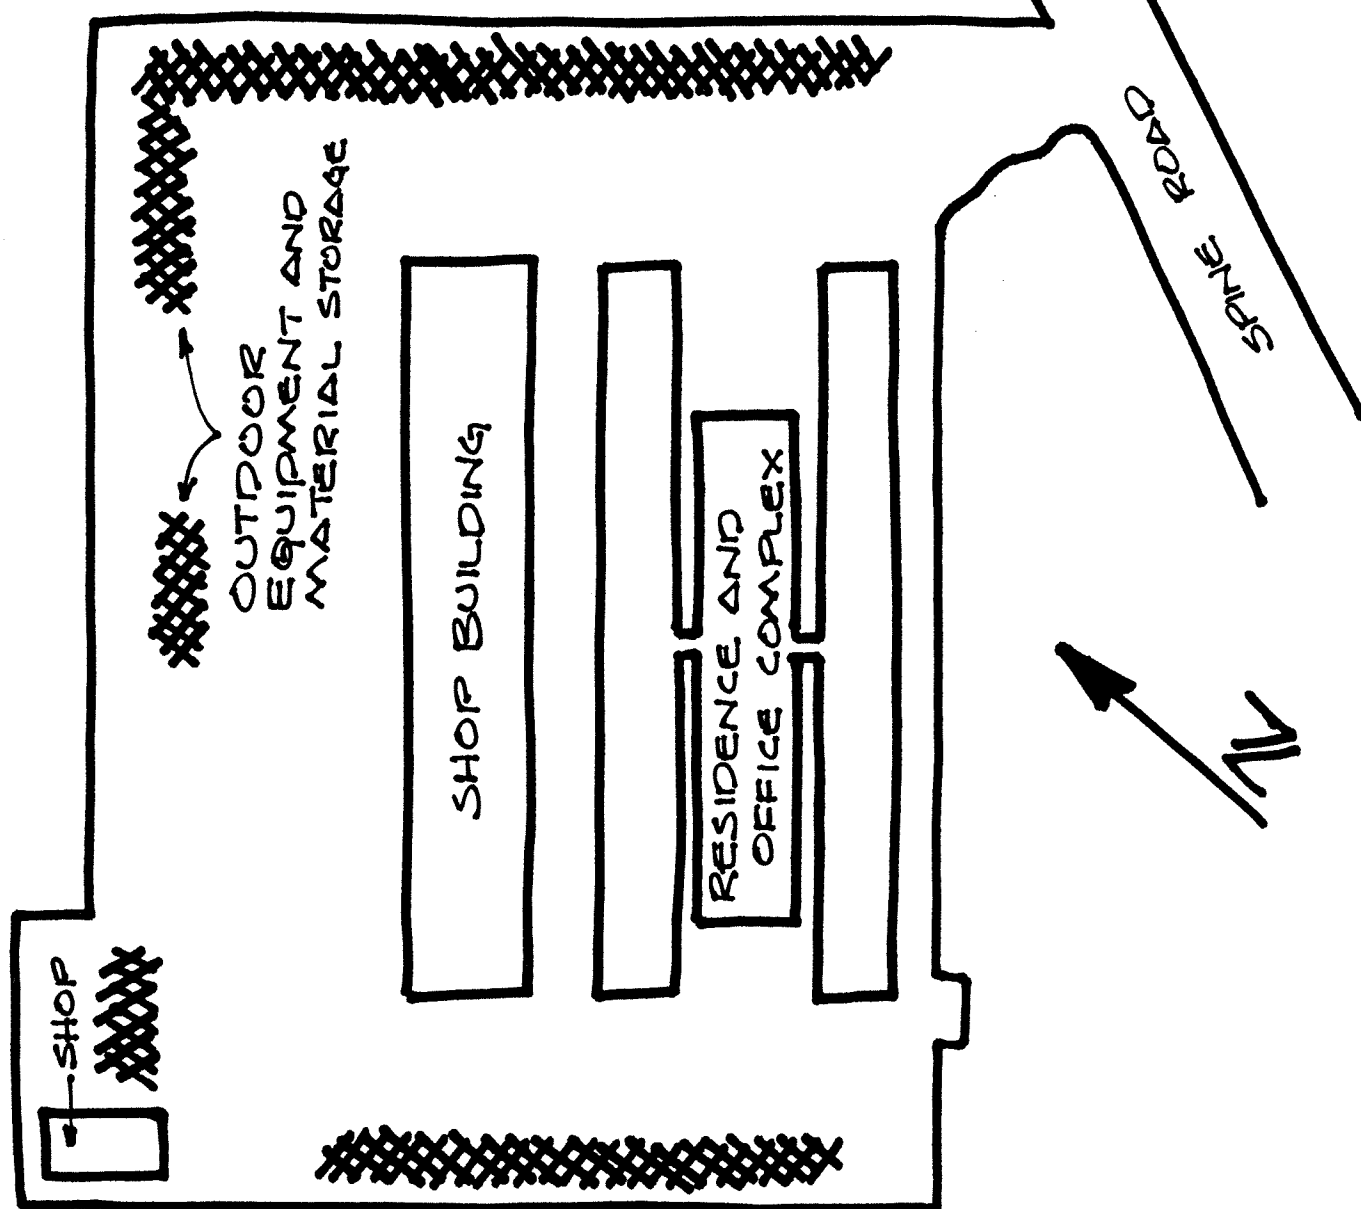 OUTDOOR
EQUIPMENT AND
MATERIAL STORAGE
SHOP BUILDING
RESIDENCE AND
OFFICE COMPLEX
SPINE ROAD
SHOP
N